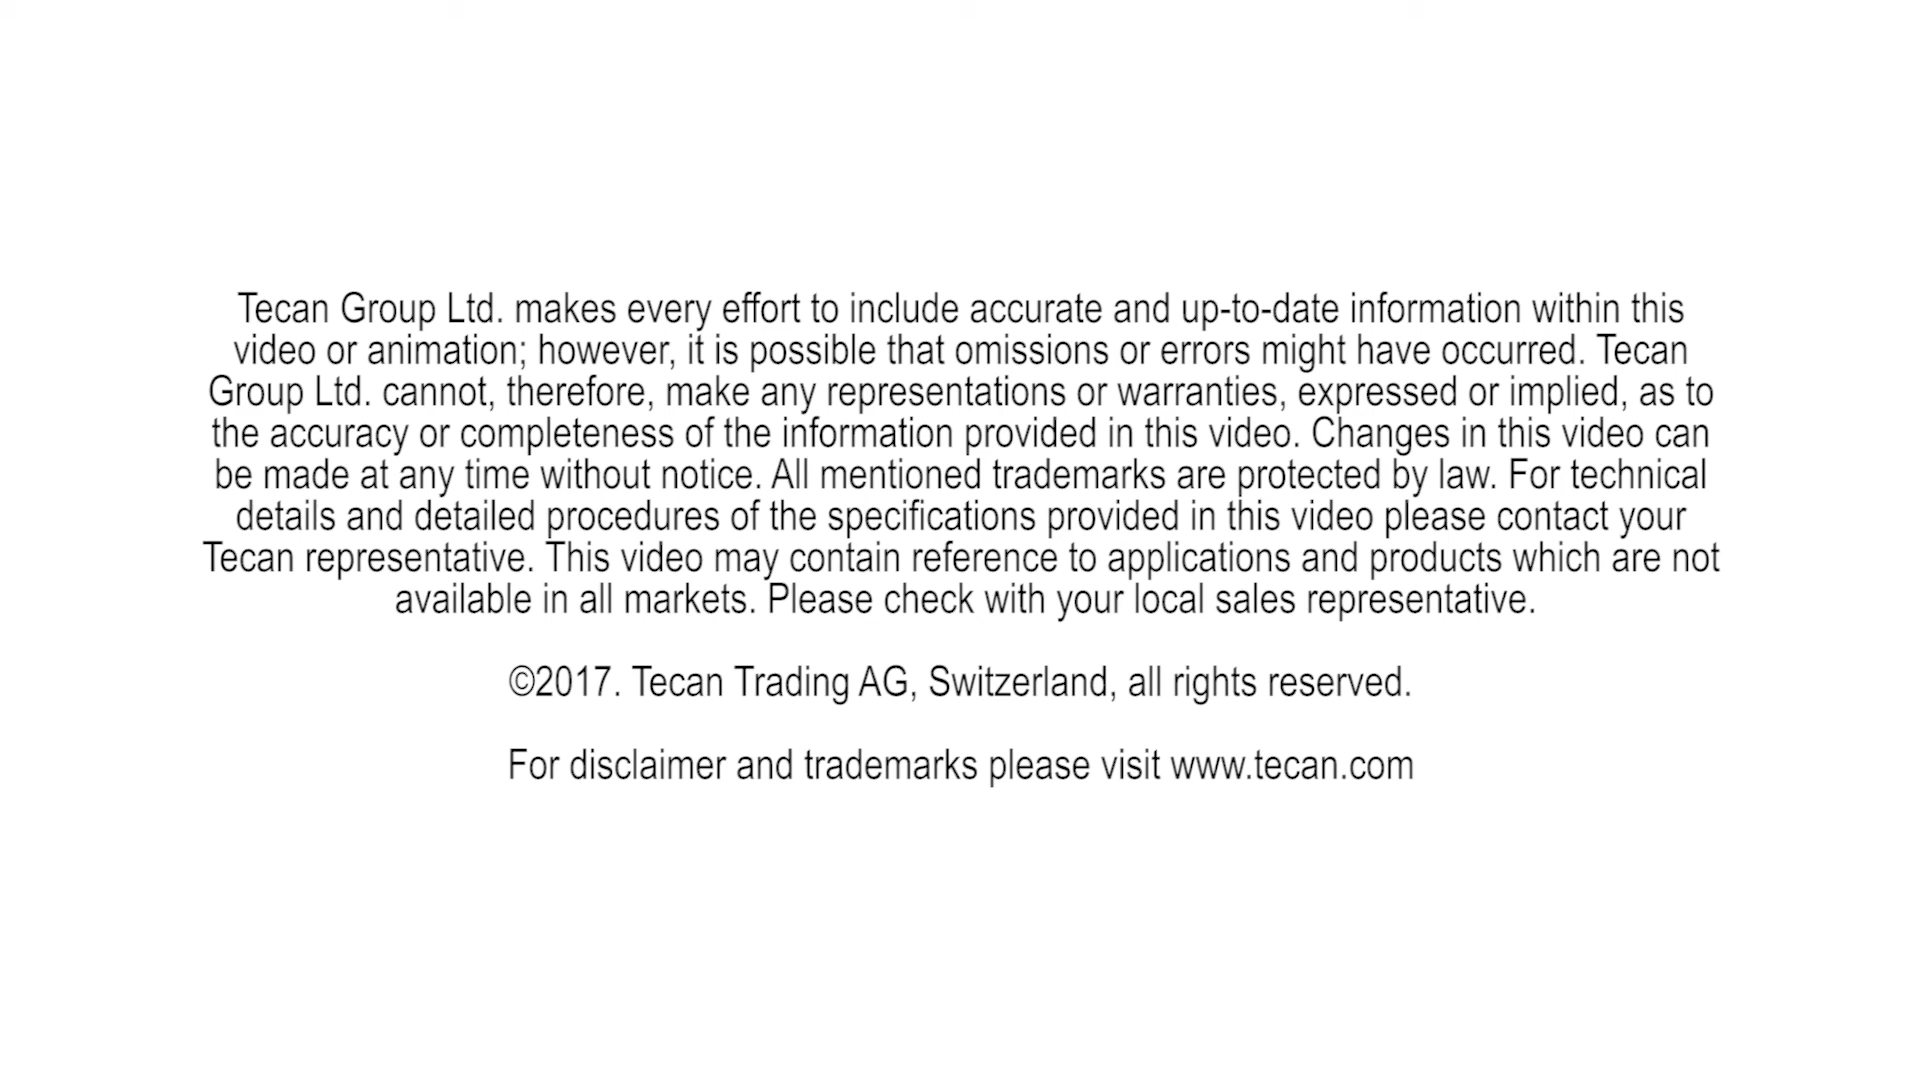 Tecan Group Ltd. makes every effort to include accurate and up-to-date information within this
video or animation; however, it is possible that omissions or errors might have occurred. Tecan
Group Ltd. cannot, therefore, make any representations or warranties, expressed or implied, as to
the accuracy or completeness of the information provided in this video. Changes in this video can
be made at any time without notice. All mentioned trademarks are protected by law. For technical
details and detailed procedures of the specifications provided in this video please contact your
Tecan representative. This video may contain reference to applications and products which are not
available in all markets. Please check with your local sales representative.
©2017. Tecan Trading AG, Switzerland, all rights reserved.
For disclaimer and trademarks please visit www.tecan.com